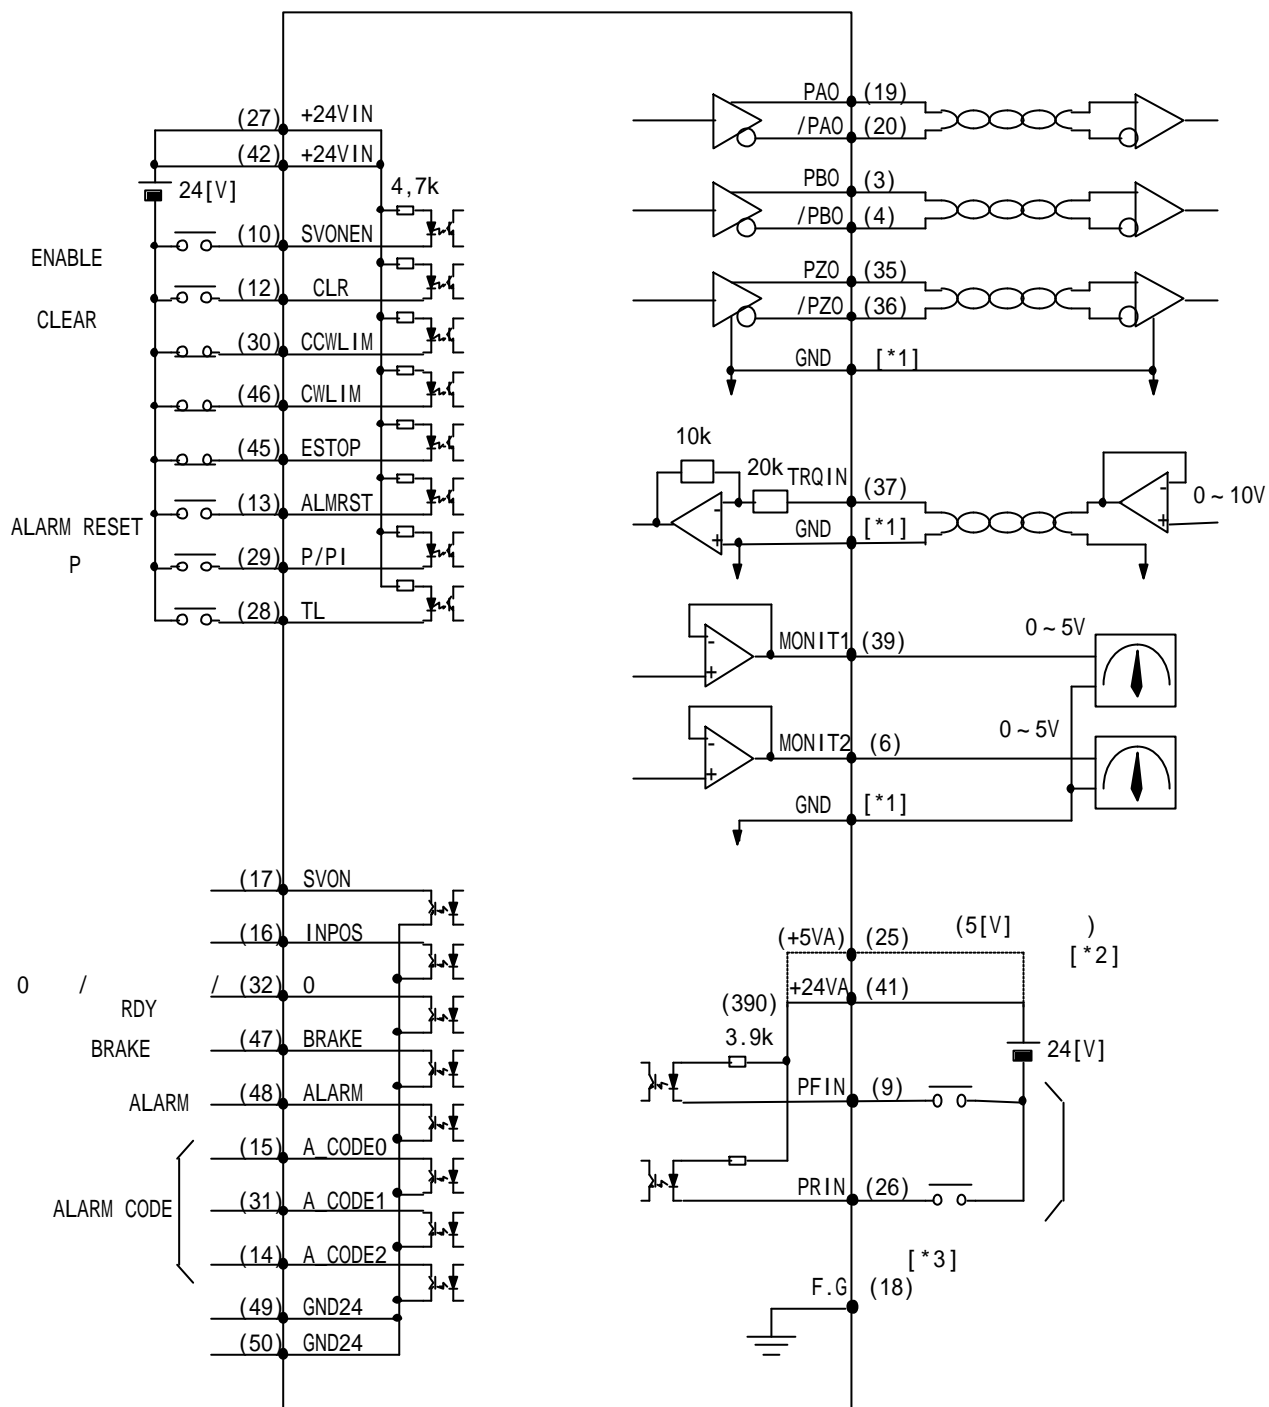 (27) +24VIN
(42) +24VIN
24[V]
4,7k
ENABLE
(10) SVONEN
CLEAR
(12) CLR
(30) CCWLIM
(46) CWLIM
(45) ESTOP
ALARM RESET
(13) ALMRST
P
(29) P/PI
(28) TL
(17) SVON
(16) INPOS
0 / / (32) 0
RDY
BRAKE
(47) BRAKE
ALARM
(48) ALARM
ALARM CODE
(15) A_CODE0
(31) A_CODE1
(14) A_CODE2
(49) GND24
(50) GND24
PAO (19)
/PAO (20)
PBO (3)
/PBO (4)
PZO (35)
/PZO (36)
GND [*1]
10k
20k
TRQIN (37)
GND [*1]
- +
- +
0 ~ 10V
MONIT1 (39)
- +
0 ~ 5V
MONIT2 (6)
- +
0 ~ 5V
GND [*1]
(+5VA) (25)
(5[V] )
[*2]
+24VA (41)
(390)
3.9k
24[V]
PFIN (9)
PRIN (26)
[*3]
F.G (18)